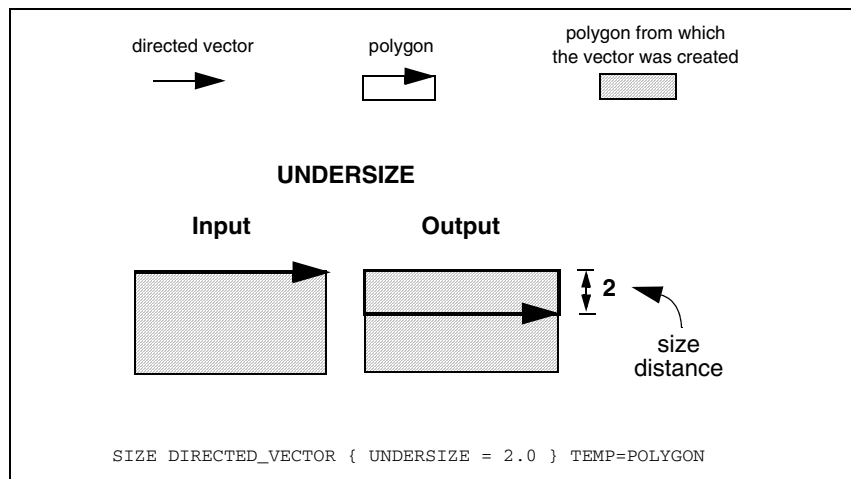 directed vector
polygon
polygon from which
the vector was created
UNDERSIZE
Input
Output
2
size
distance
SIZE DIRECTED_VECTOR { UNDERSIZE = 2.0 } TEMP=POLYGON